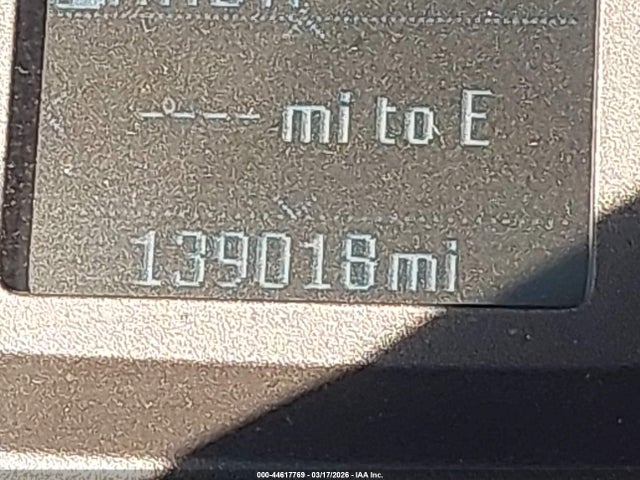 ---- mi to E
139018mi
000-44617769 - 03/17/2026 - IAA Inc.